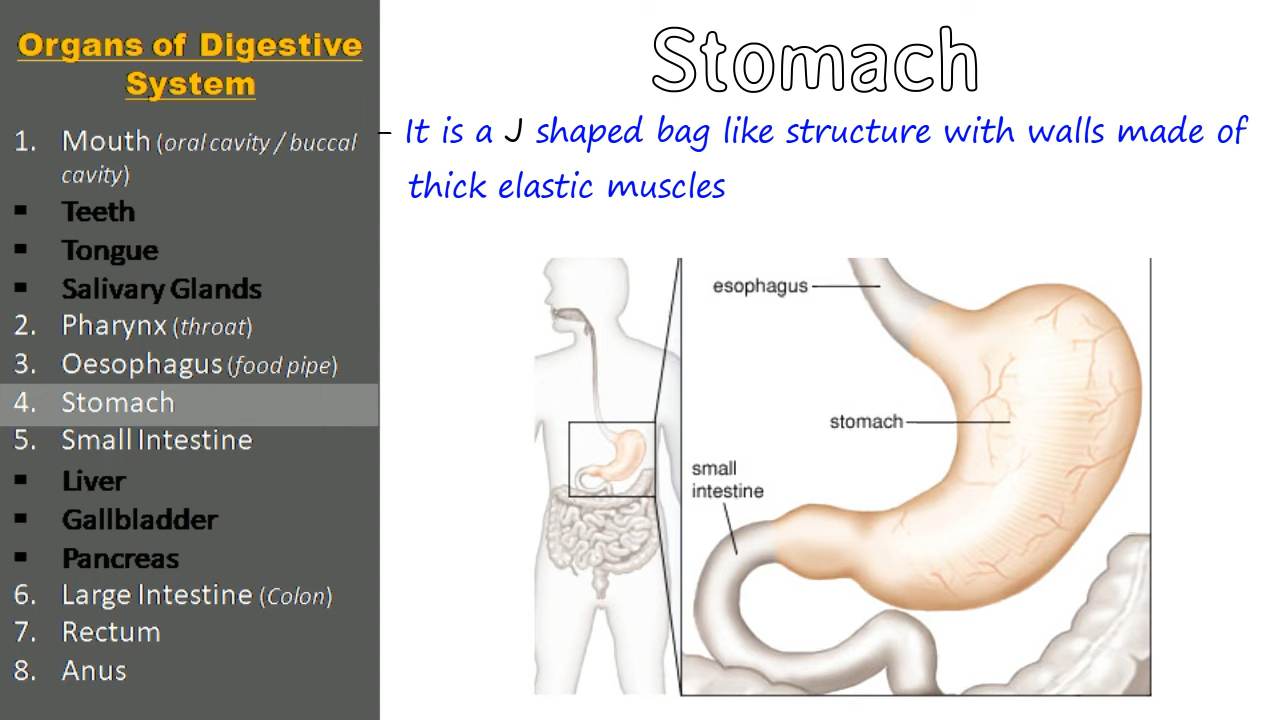 Organs of Digestive
System
1. Mouth (oral cavity / buccal
cavity)
▪ Teeth
▪ Tongue
▪ Salivary Glands
2. Pharynx (throat)
3. Oesophagus (food pipe)
4. Stomach
5. Small Intestine
▪ Liver
▪ Gallbladder
▪ Pancreas
6. Large Intestine (Colon)
7. Rectum
8. Anus
Stomach
– It is a J shaped bag like structure with walls made of
thick elastic muscles
esophagus
stomach
small
intestine